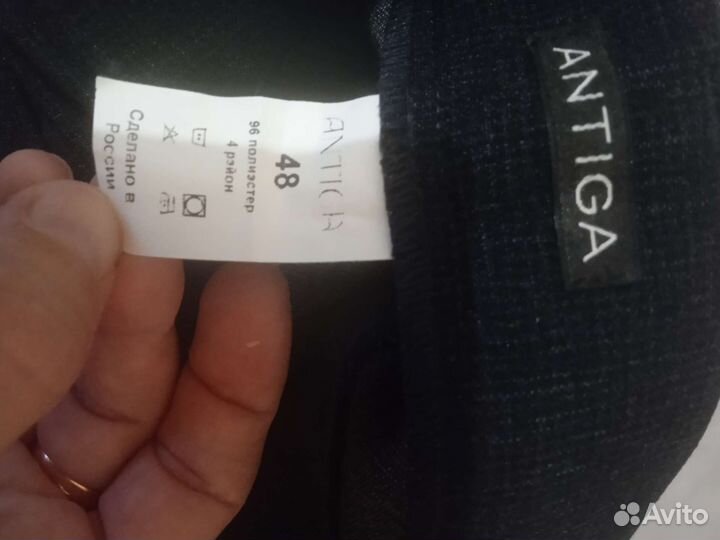 ANTIGA
ANTIGA
48
96 полиэстер
4 рэйон
Сделано в
России
Avito